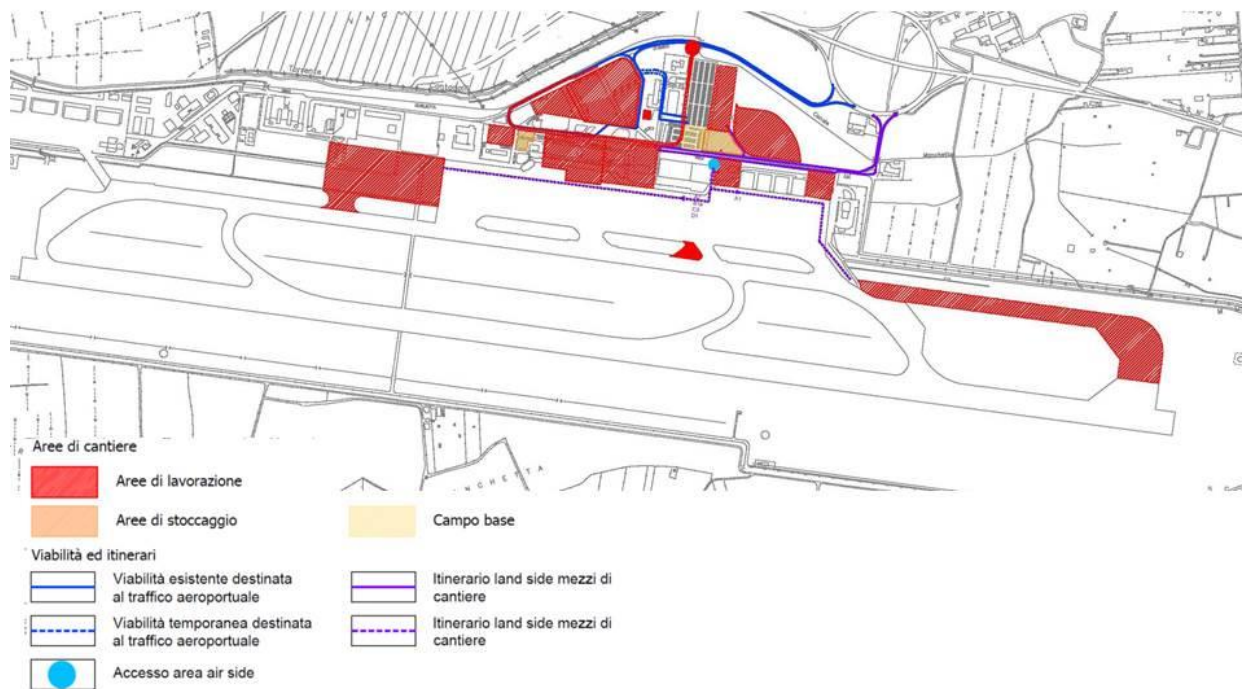 Torrente
NCHETTA
Aree di cantiere
Aree di lavorazione
Aree di stoccaggio
Campo base
Viabilità ed itinerari
Viabilità esistente destinata
al traffico aeroportuale
Itinerario land side mezzi di
cantiere
Viabilità temporanea destinata
al traffico aeroportuale
Itinerario land side mezzi di
cantiere
Accesso area air side